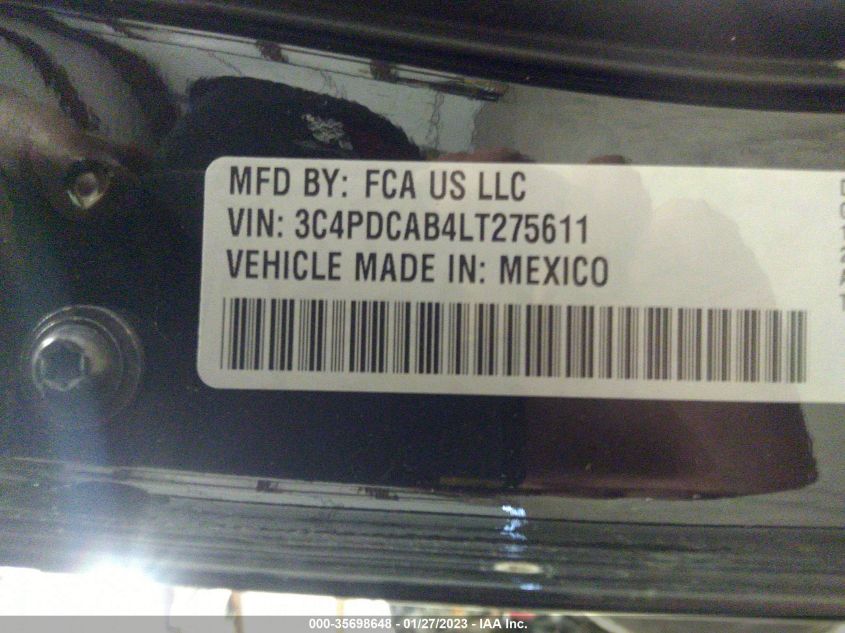 MFD BY: FCA US LLC
VIN: 3C4PDCAB4LT275611
VEHICLE MADE IN: MEXICO
000-35698648 - 01/27/2023 - IAA Inc.